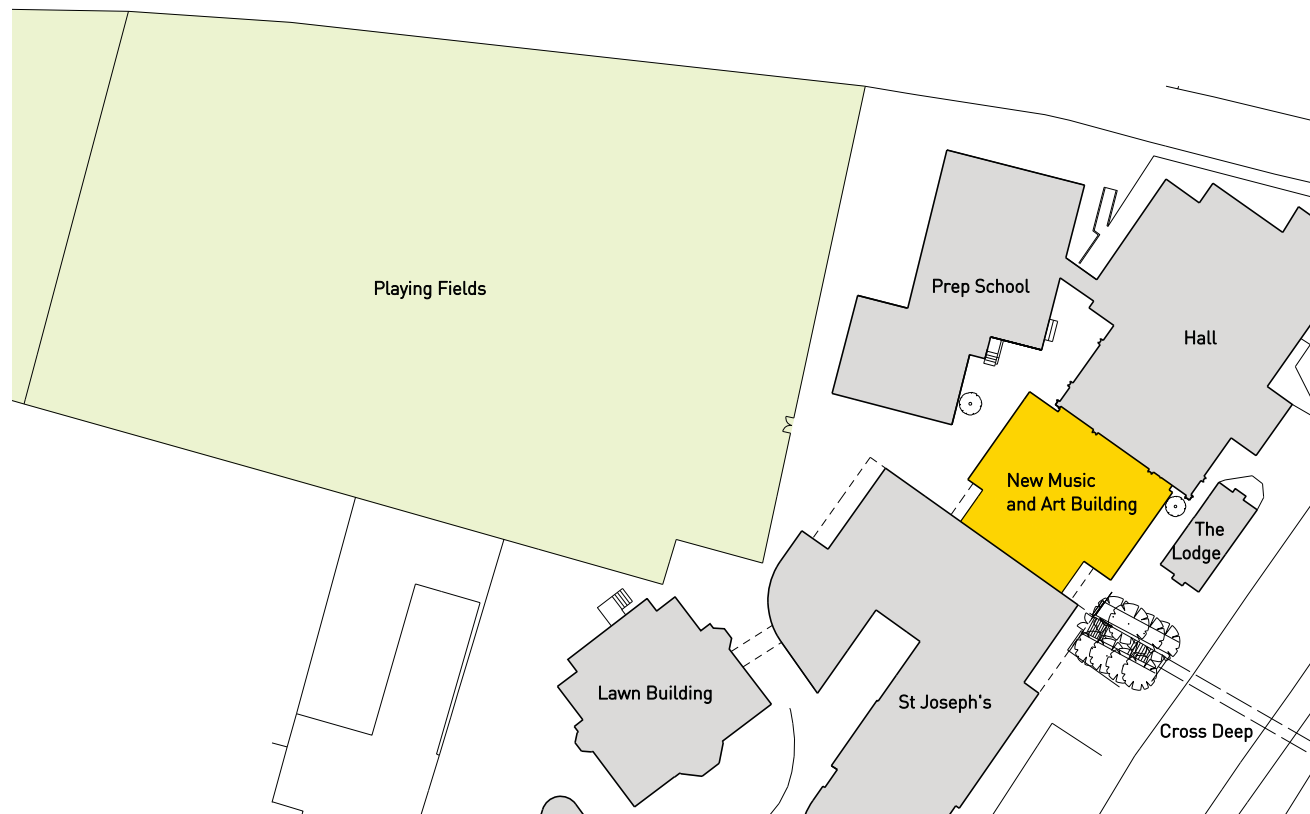 Playing Fields
Prep School
Hall
New Music
and Art Building
The
Lodge
Lawn Building
St Joseph's
Cross Deep